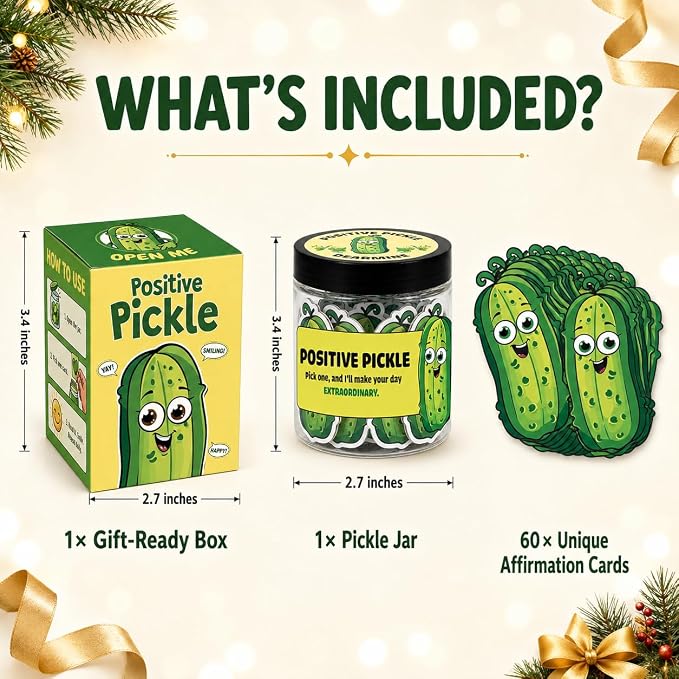 WHAT'S INCLUDED?
3.4 inches
OPEN ME
HOW TO USE
Positive
Pickle
YAY!
SMILING!
HAPPY!
2.7 inches
1× Gift-Ready Box
3.4 inches
POSITIVE PICKLE
DEARMINE
POSITIVE PICKLE
Pick one, and I'll make your day
EXTRAORDINARY.
2.7 inches
1× Pickle Jar
60× Unique
Affirmation Cards